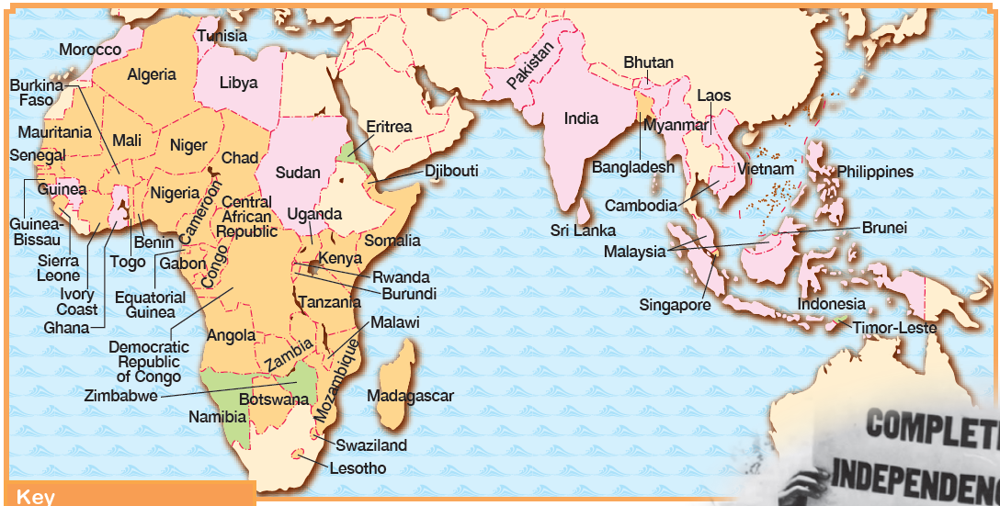 Morocco
Tunisia
Algeria
Libya
Burkina
Faso
Mauritania
Mali
Niger
Chad
Sudan
Eritrea
Djibouti
Senegal
Guinea
Nigeria
Cameroon
Central
African
Republic
Uganda
Somalia
Kenya
Guinea-
Bissau
Sierra
Leone
Ivory
Coast
Ghana
Togo
Benin
Gabon
Congo
Equatorial
Guinea
Rwanda
Burundi
Tanzania
Malawi
Democratic
Republic
of Congo
Angola
Zambia
Mozambique
Zimbabwe
Namibia
Botswana
Madagascar
Swaziland
Lesotho
Pakistan
India
Bhutan
Bangladesh
Myanmar
Laos
Vietnam
Cambodia
Sri Lanka
Philippines
Malaysia
Brunei
Singapore
Indonesia
Timor-Leste
COMPLETE
INDEPENDENC
Key